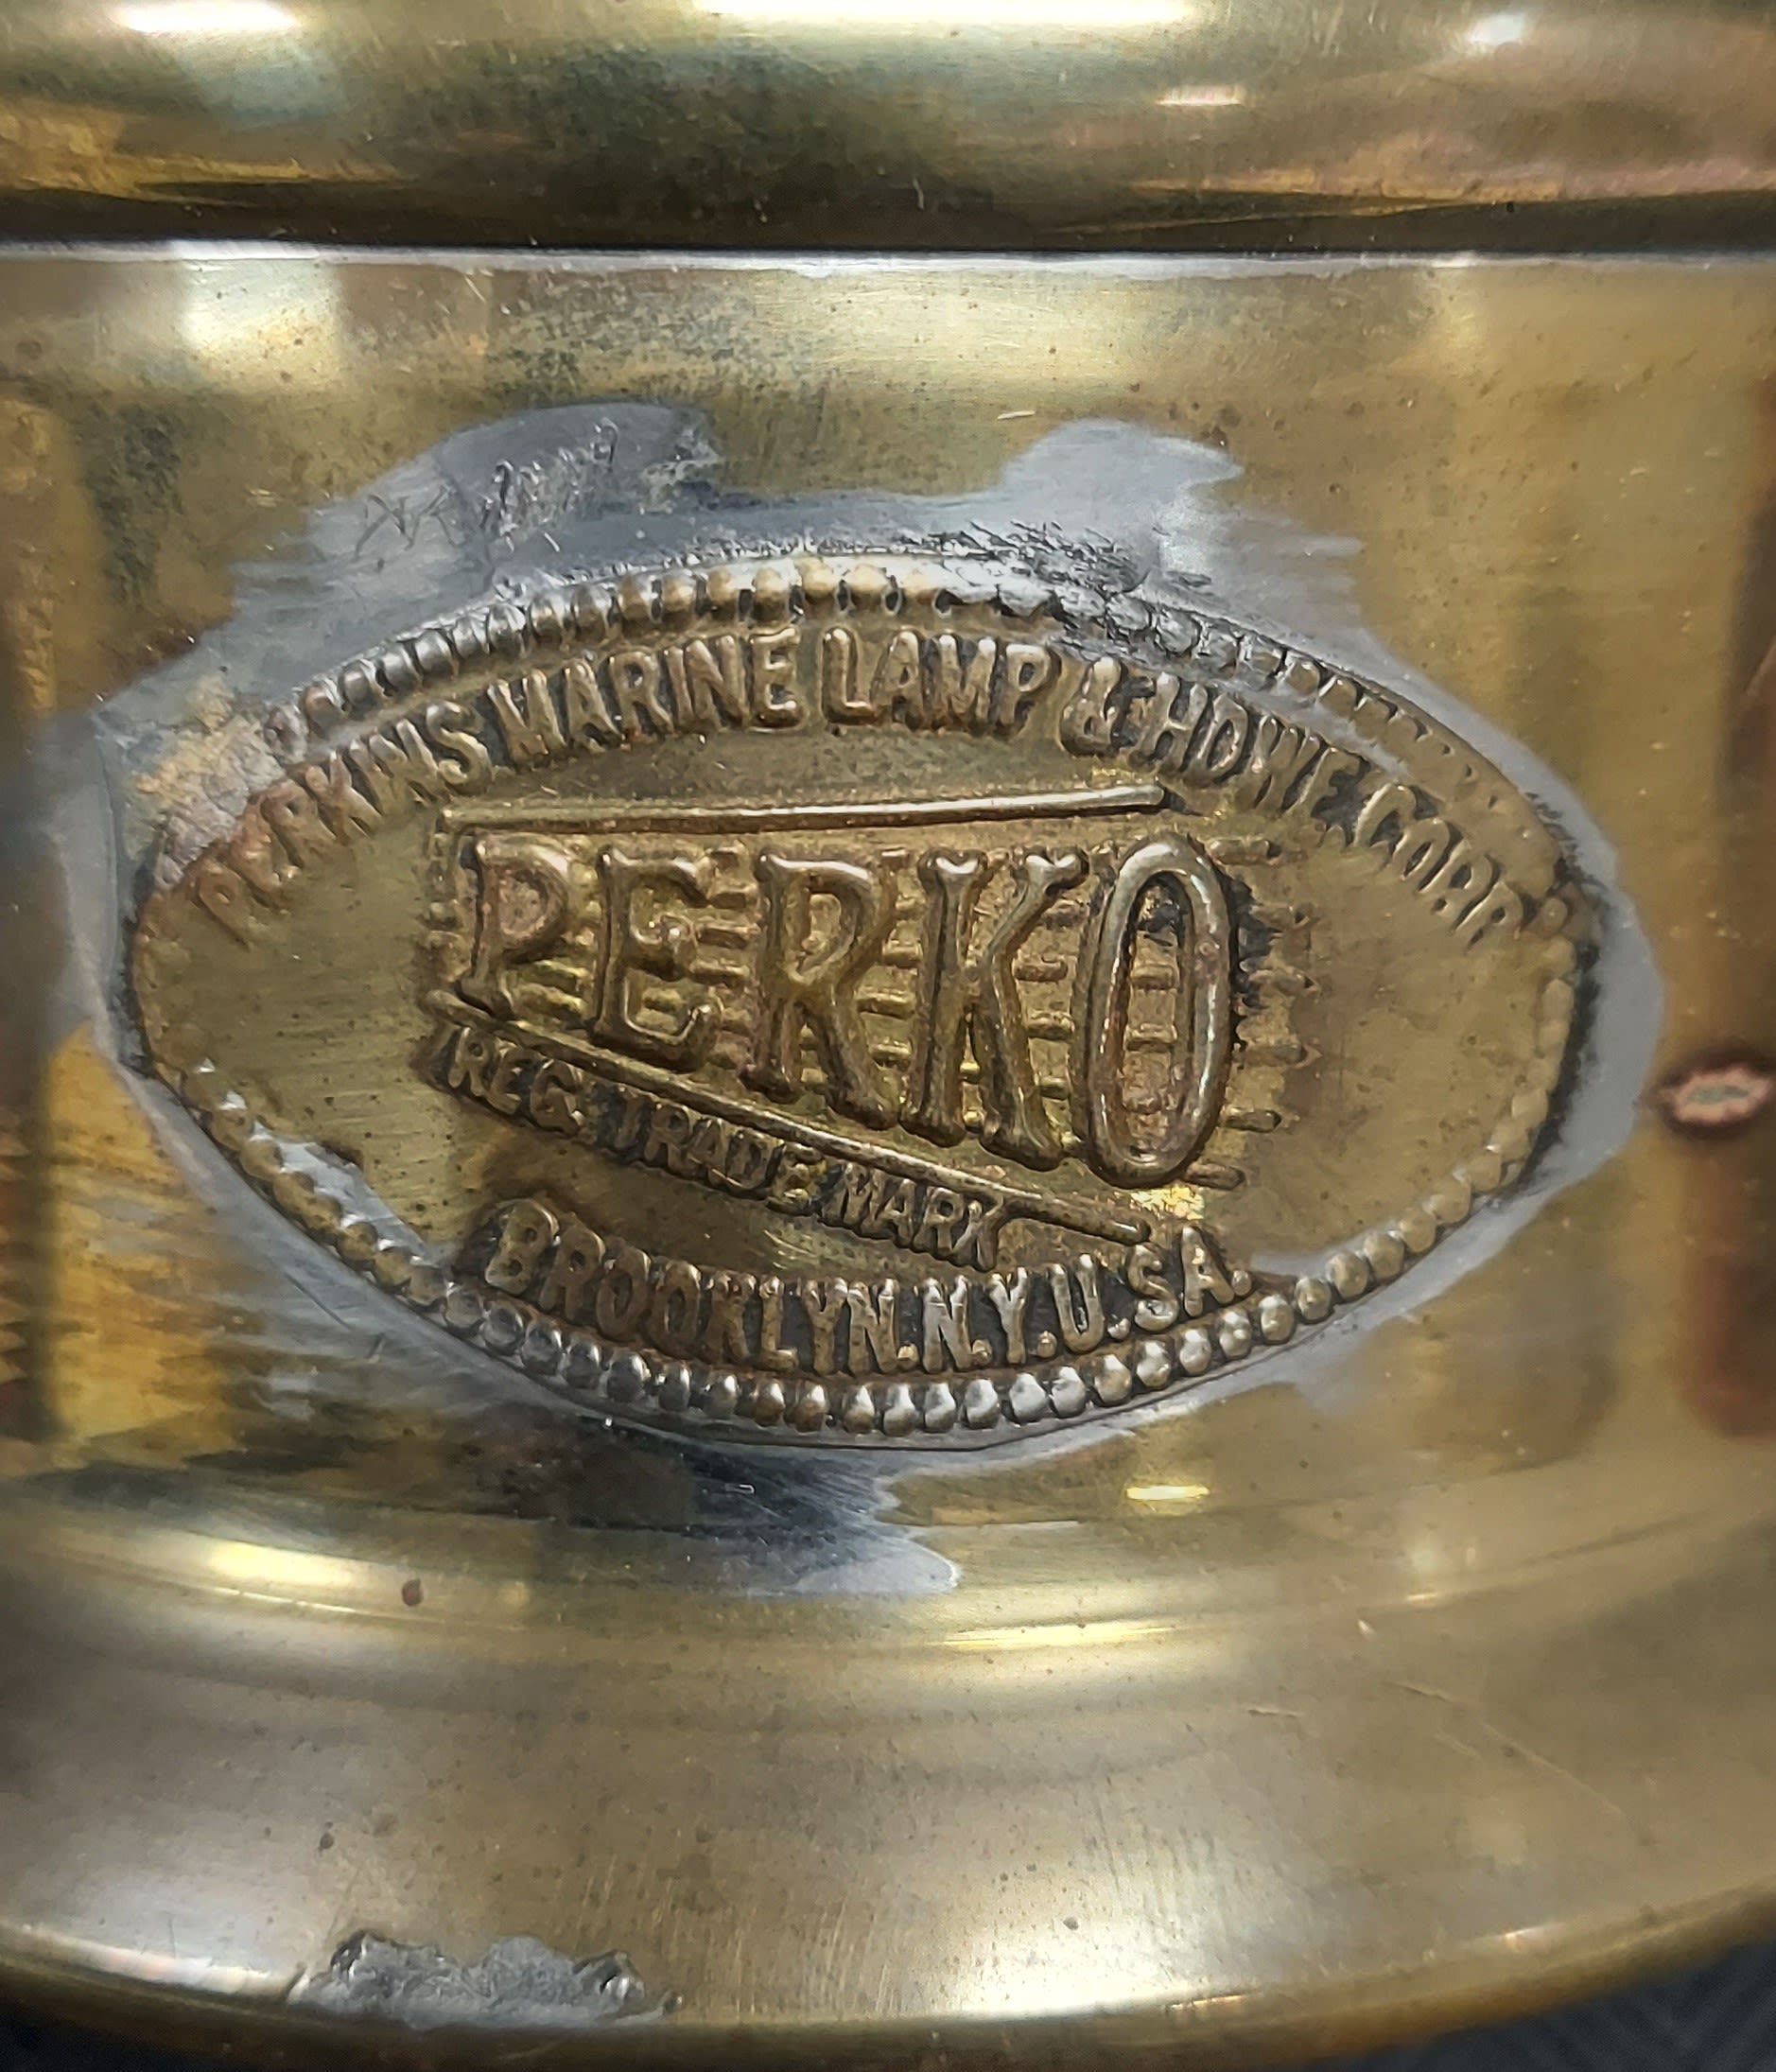 PERKINS MARINE LAMP & HDWE. CORP.
PERKO
REG. TRADE MARK
BROOKLYN. N.Y. U.S.A.